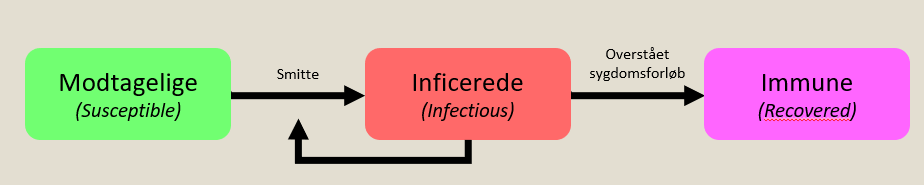 Modtagelige
(Susceptible)
Smitte
Inficerede
(Infectious)
Overstået
sygdomsforløb
Immune
(Recovered)